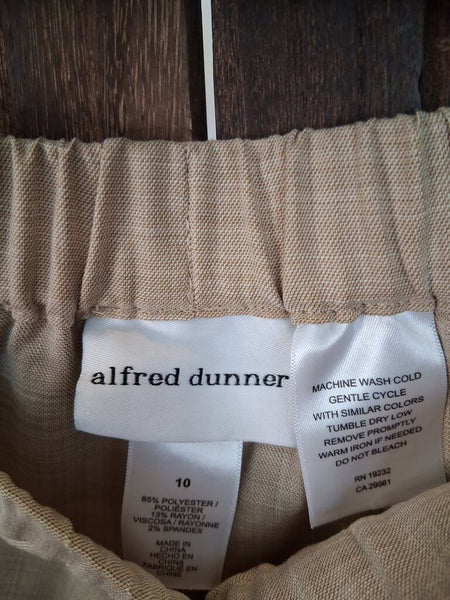 alfred dunner
10
85% POLYESTER /
POLIÉSTER
13% RAYON /
VISCOSA / RAYONNE
2% SPANDEX
MADE IN
CHINA
HECHO EN
CHINA
FABRIQUÉ EN
CHINE
MACHINE WASH COLD
GENTLE CYCLE
WITH SIMILAR COLORS
TUMBLE DRY LOW
REMOVE PROMPTLY
WARM IRON IF NEEDED
DO NOT BLEACH
RN 19232
CA 29961